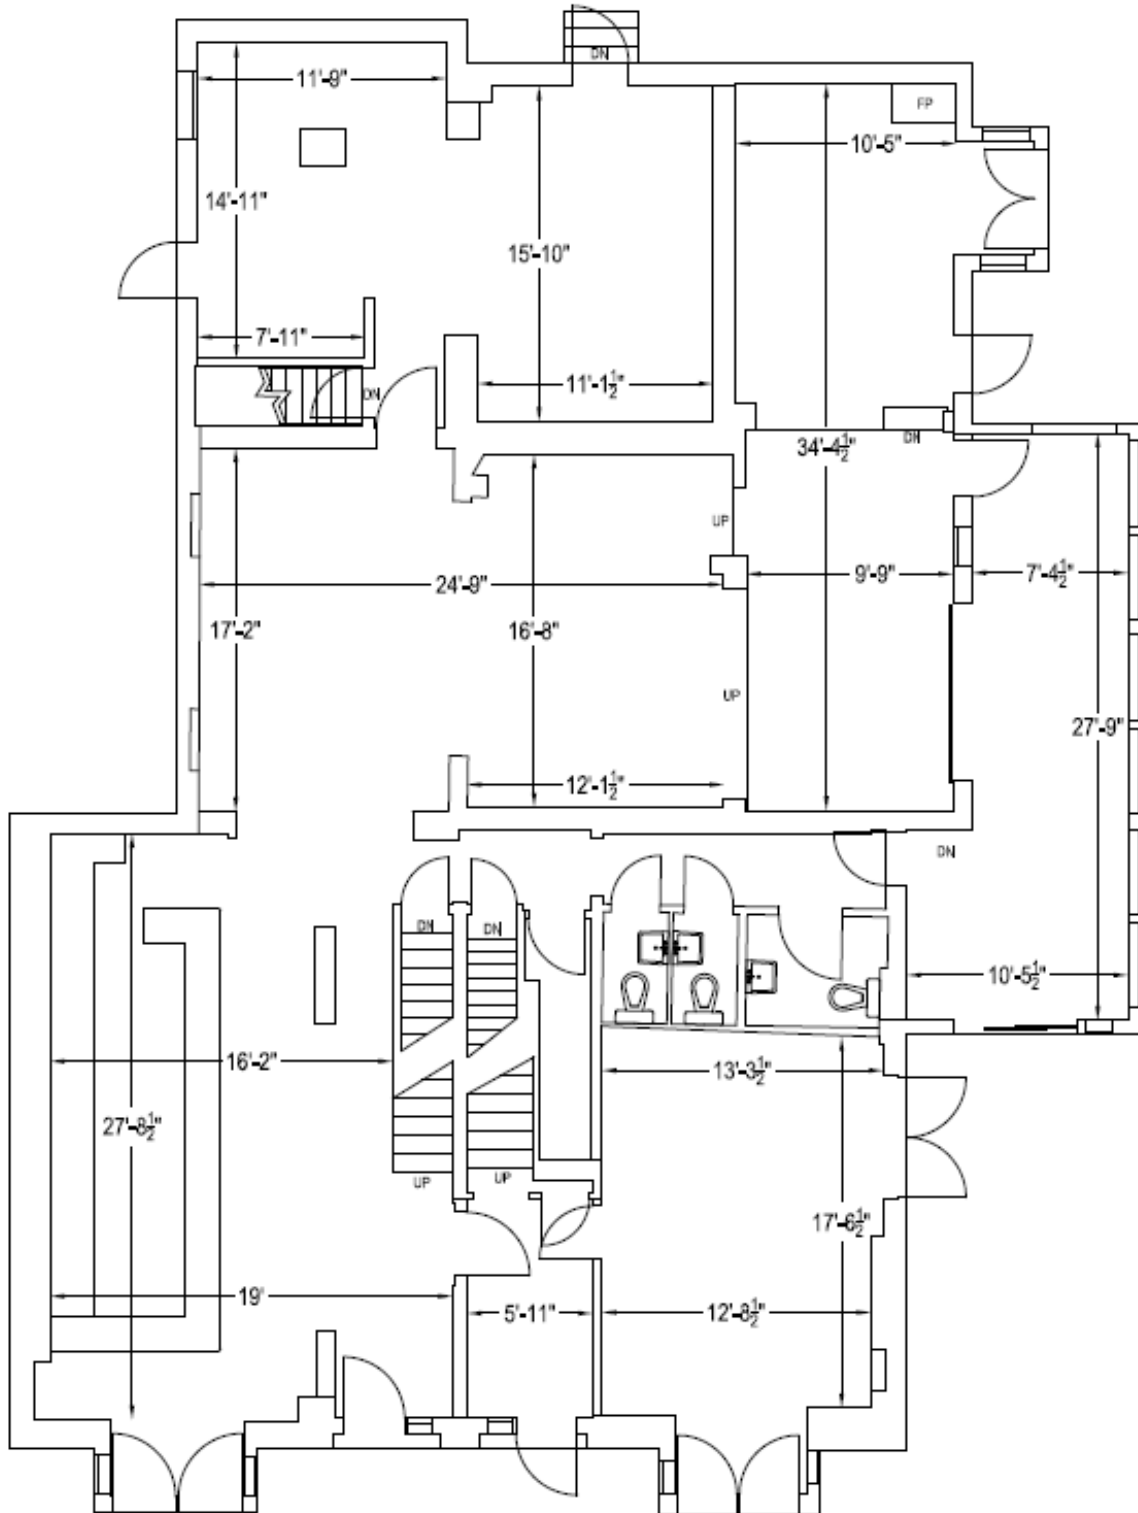 DN
11'-9"
FP
10'-5"
14'-11"
15'-10"
7'-11"
DN
11'-1½"
DN
34'-4½"
UP
24'-9"
9'-9"
7'-4½"
17'-2"
16'-8"
UP
27'-9"
12'-1½"
DN
DN
DN
10'-5½"
16'-2"
13'-3½"
27'-8½"
UP
UP
17'-6½"
19'
5'-11"
12'-8½"